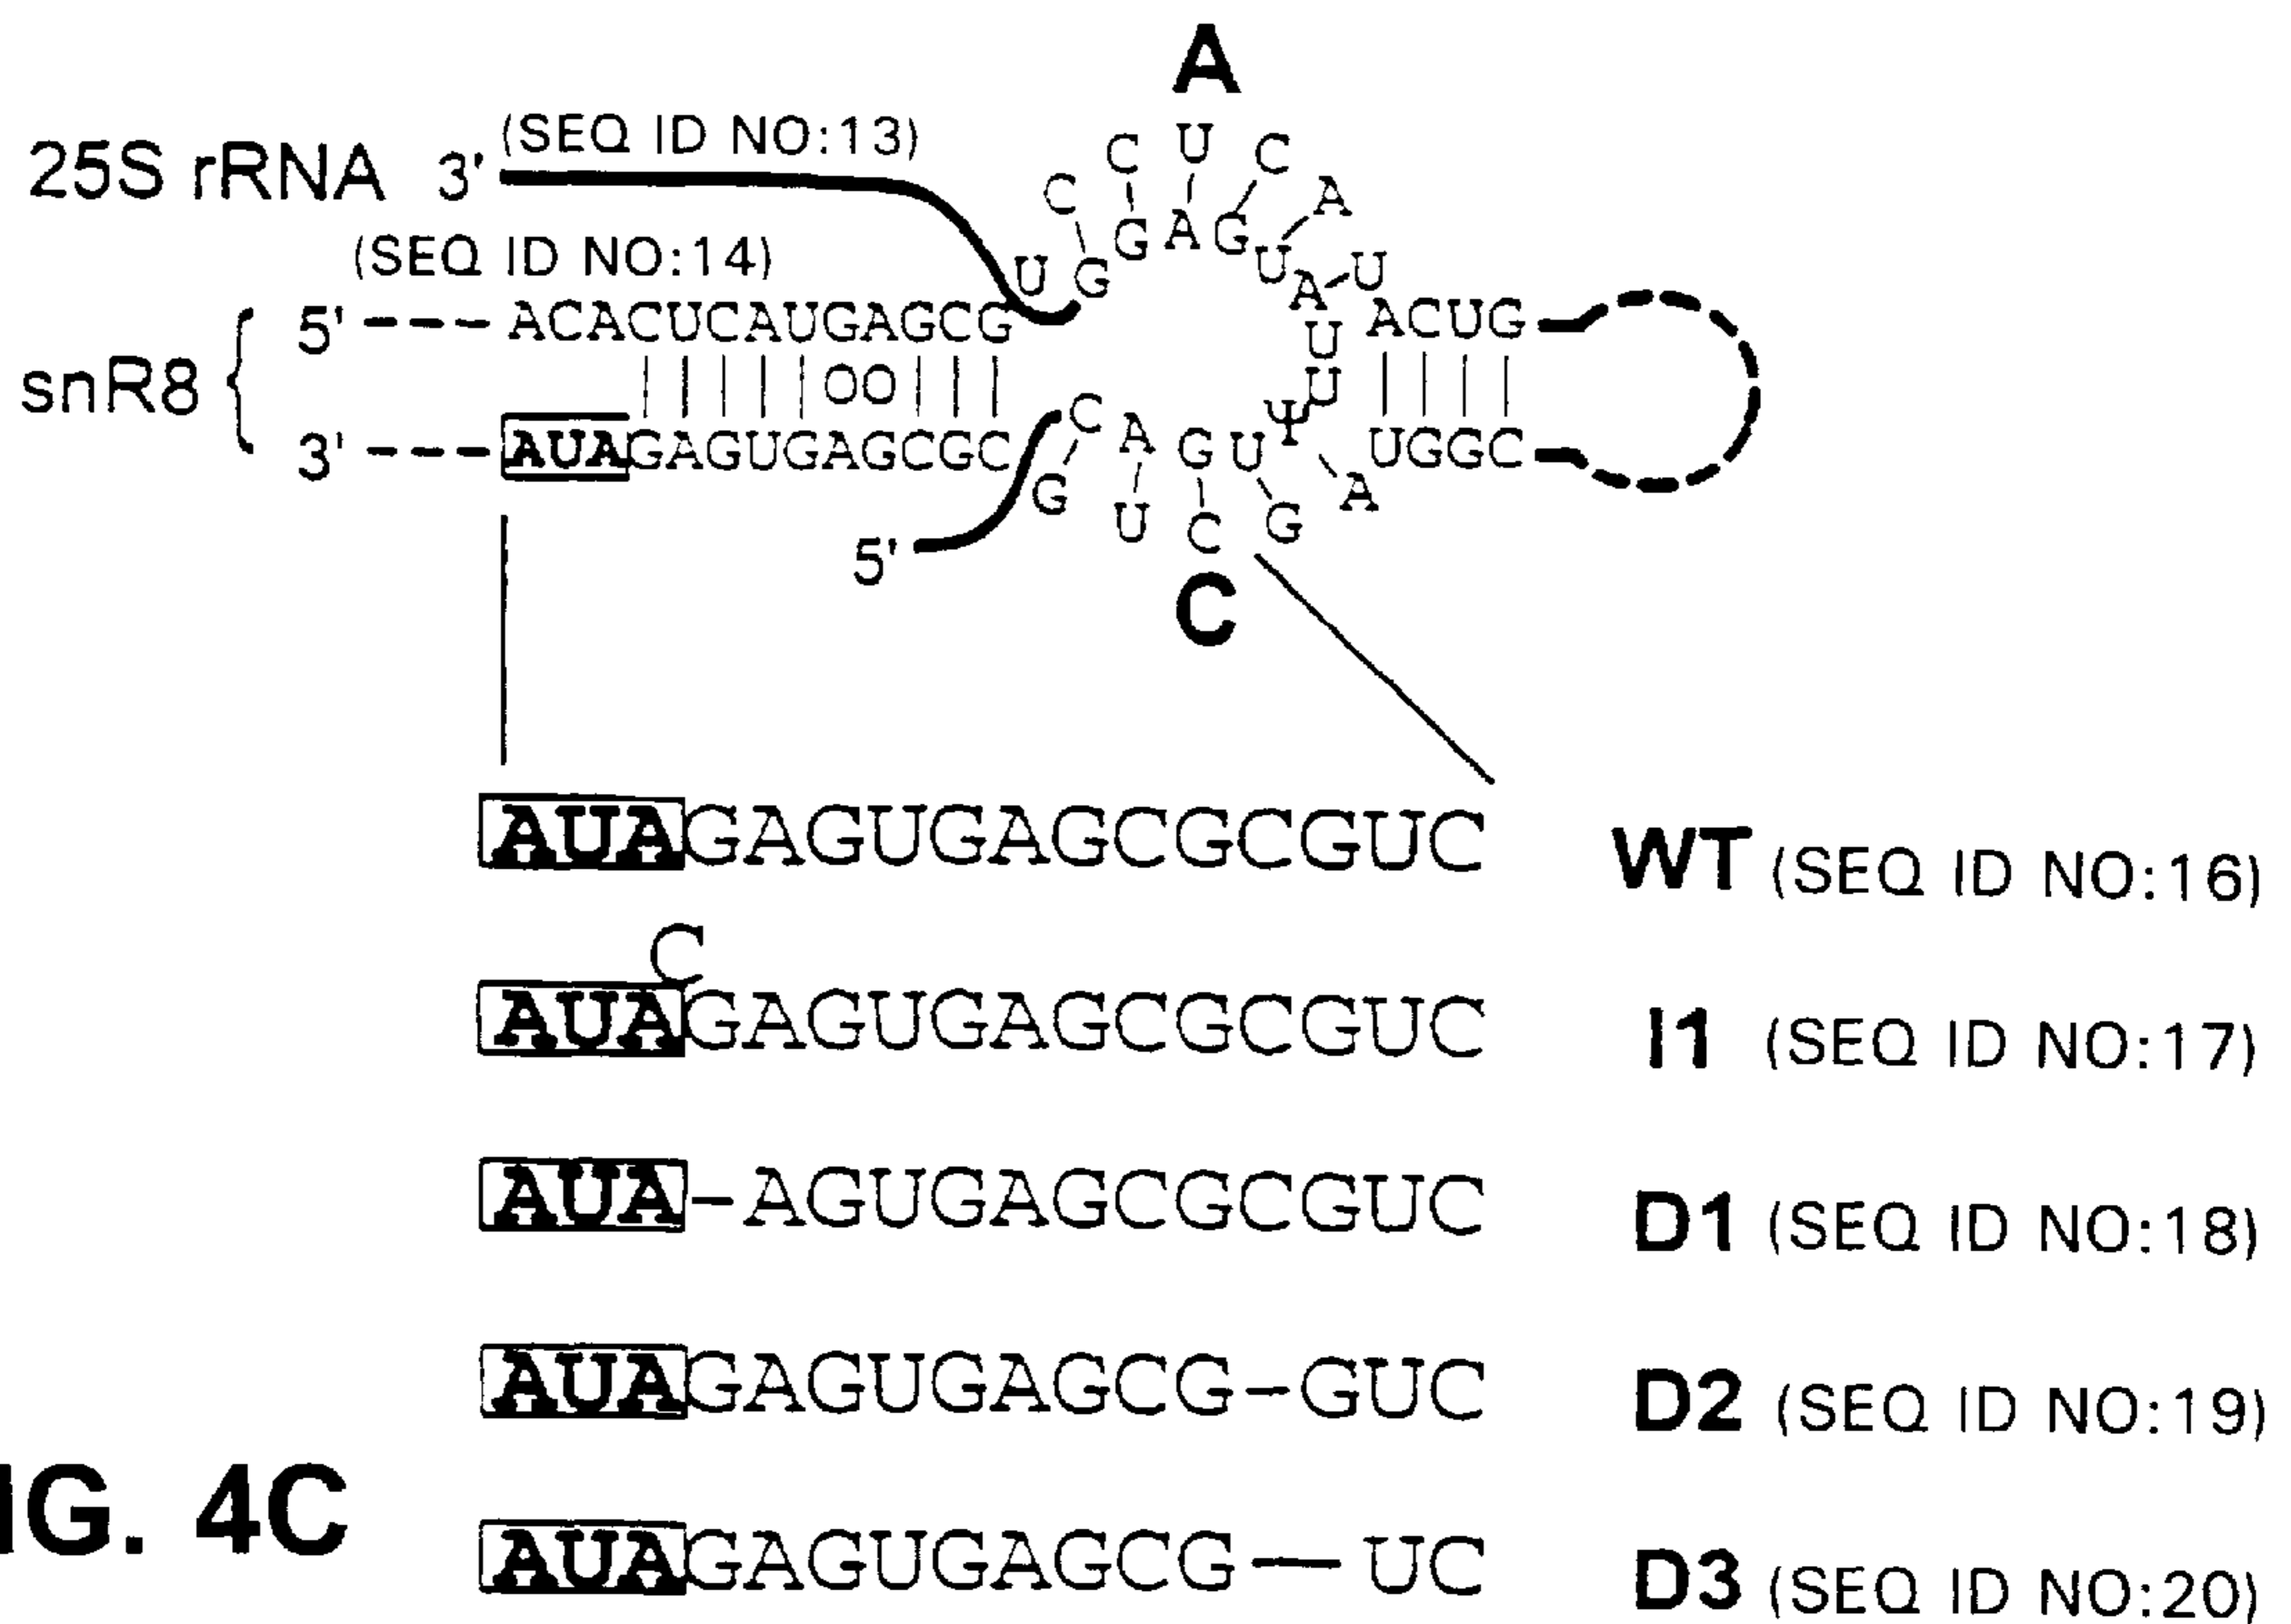 A
(SEQ ID NO:13)
25S rRNA 3'
C C U C A
U G G A G U A U
(SEQ ID NO:14)
5' ACACUCAUGAGCG
ACUG
U
snR8
OO
U
3' AUAGAGUGAGCGC
C A G U Ψ
UGGC
G U C G A
5'
C
AUAGAGUGAGCGCGUC WT (SEQ ID NO:16)
C
AUAGAGUGAGCGCGUC I1 (SEQ ID NO:17)
AUA-AGUGAGCGCGUC D1 (SEQ ID NO:18)
AUAGAGUGAGCG-GUC D2 (SEQ ID NO:19)
AUAGAGUGAGCG— UC D3 (SEQ ID NO:20)
IG. 4C